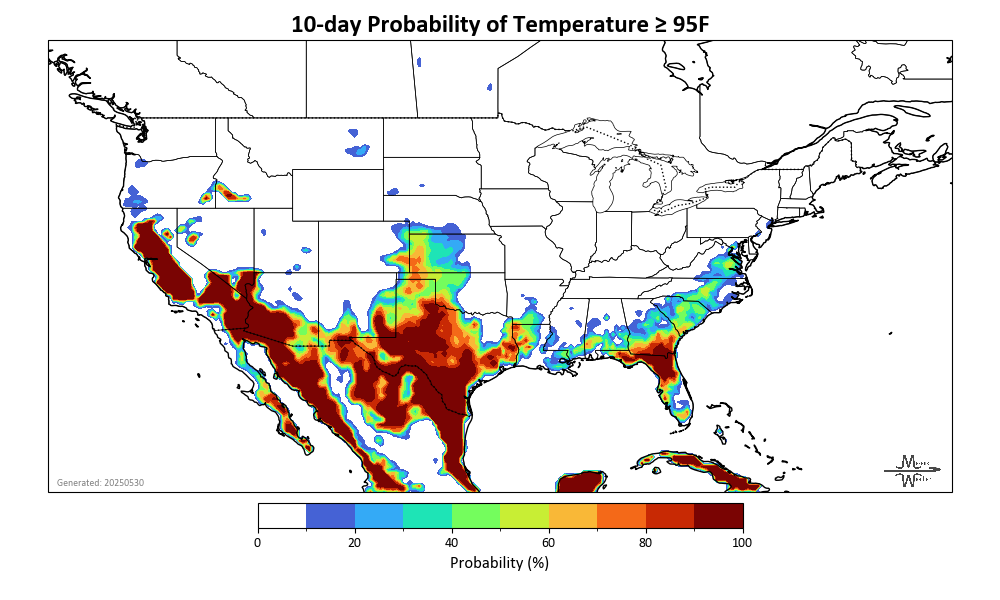 10-day Probability of Temperature ≥ 95F
Generated: 20250530
0 20 40 60 80 100
Probability (%)